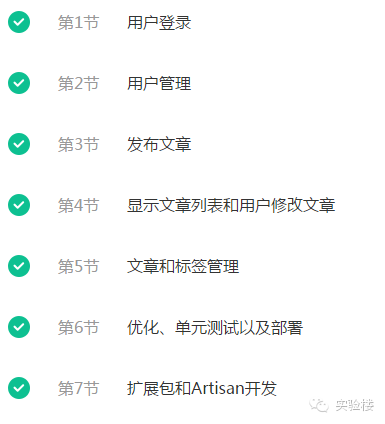 第1节 用户登录
第2节 用户管理
第3节 发布文章
第4节 显示文章列表和用户修改文章
第5节 文章和标签管理
第6节 优化、单元测试以及部署
第7节 扩展包和Artisan开发
实验楼